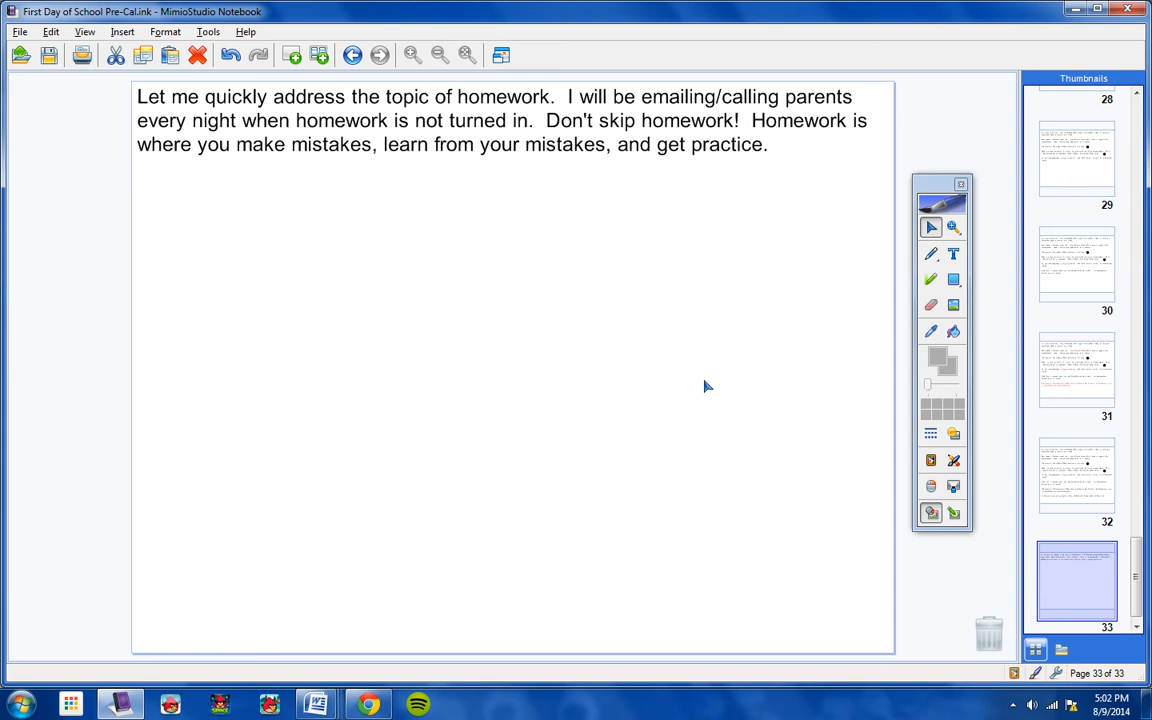 First Day of School Pre-Cal.ink - MimioStudio Notebook
File Edit View Insert Format Tools Help
Let me quickly address the topic of homework.  I will be emailing/calling parents
every night when homework is not turned in.  Don't skip homework!  Homework is
where you make mistakes, learn from your mistakes, and get practice.
Thumbnails
28
29
30
31
32
33
Page 33 of 33
5:02 PM
8/9/2014